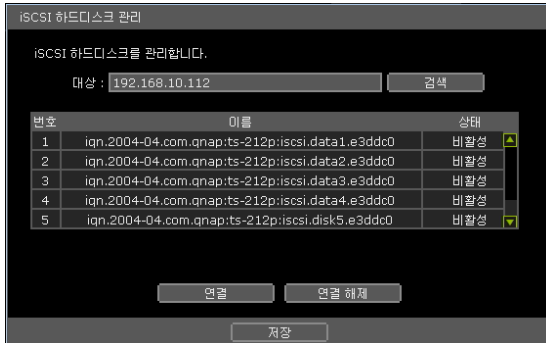 iSCSI 하드디스크 관리
iSCSI 하드디스크를 관리합니다.
대상 : 192.168.10.112 검색
번호 이름 상태
1 iqn.2004-04.com.qnap:ts-212p:iscsi.data1.e3ddc0 비활성
2 iqn.2004-04.com.qnap:ts-212p:iscsi.data2.e3ddc0 비활성
3 iqn.2004-04.com.qnap:ts-212p:iscsi.data3.e3ddc0 비활성
4 iqn.2004-04.com.qnap:ts-212p:iscsi.data4.e3ddc0 비활성
5 iqn.2004-04.com.qnap:ts-212p:iscsi.disk5.e3ddc0 비활성
연결 연결 해제
저장